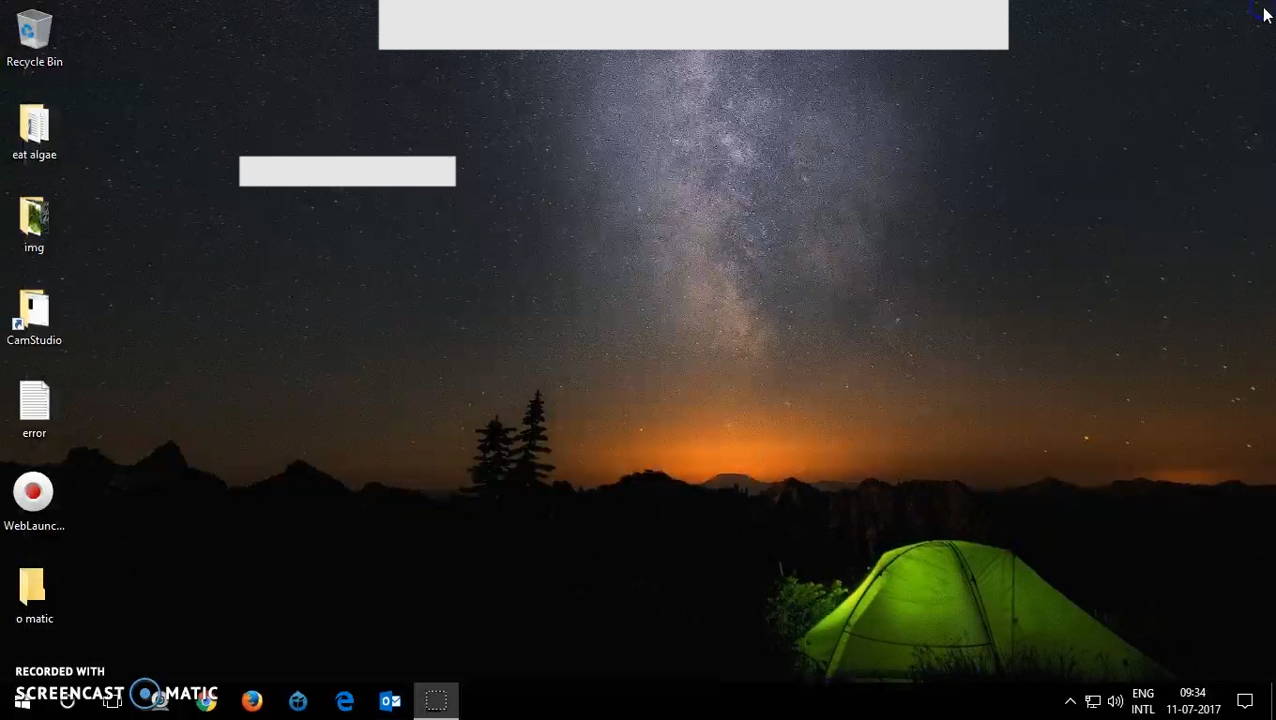 Recycle Bin
eat algae
img
CamStudio
error
WebLaunc...
o matic
RECORDED WITH
SCREENCAST MATIC
ENG
INTL
09:34
11-07-2017